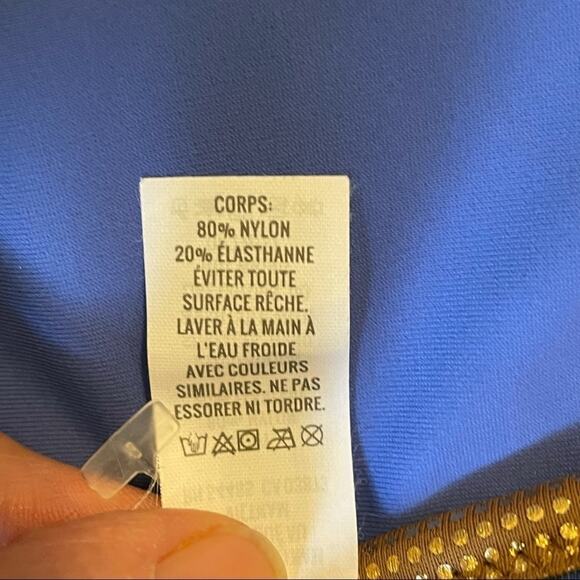 CORPS:
80% NYLON
20% ÉLASTHANNE
ÉVITER TOUTE
SURFACE RÊCHE.
LAVER À LA MAIN À
L'EAU FROIDE
AVEC COULEURS
SIMILAIRES. NE PAS
ESSORER NI TORDRE.